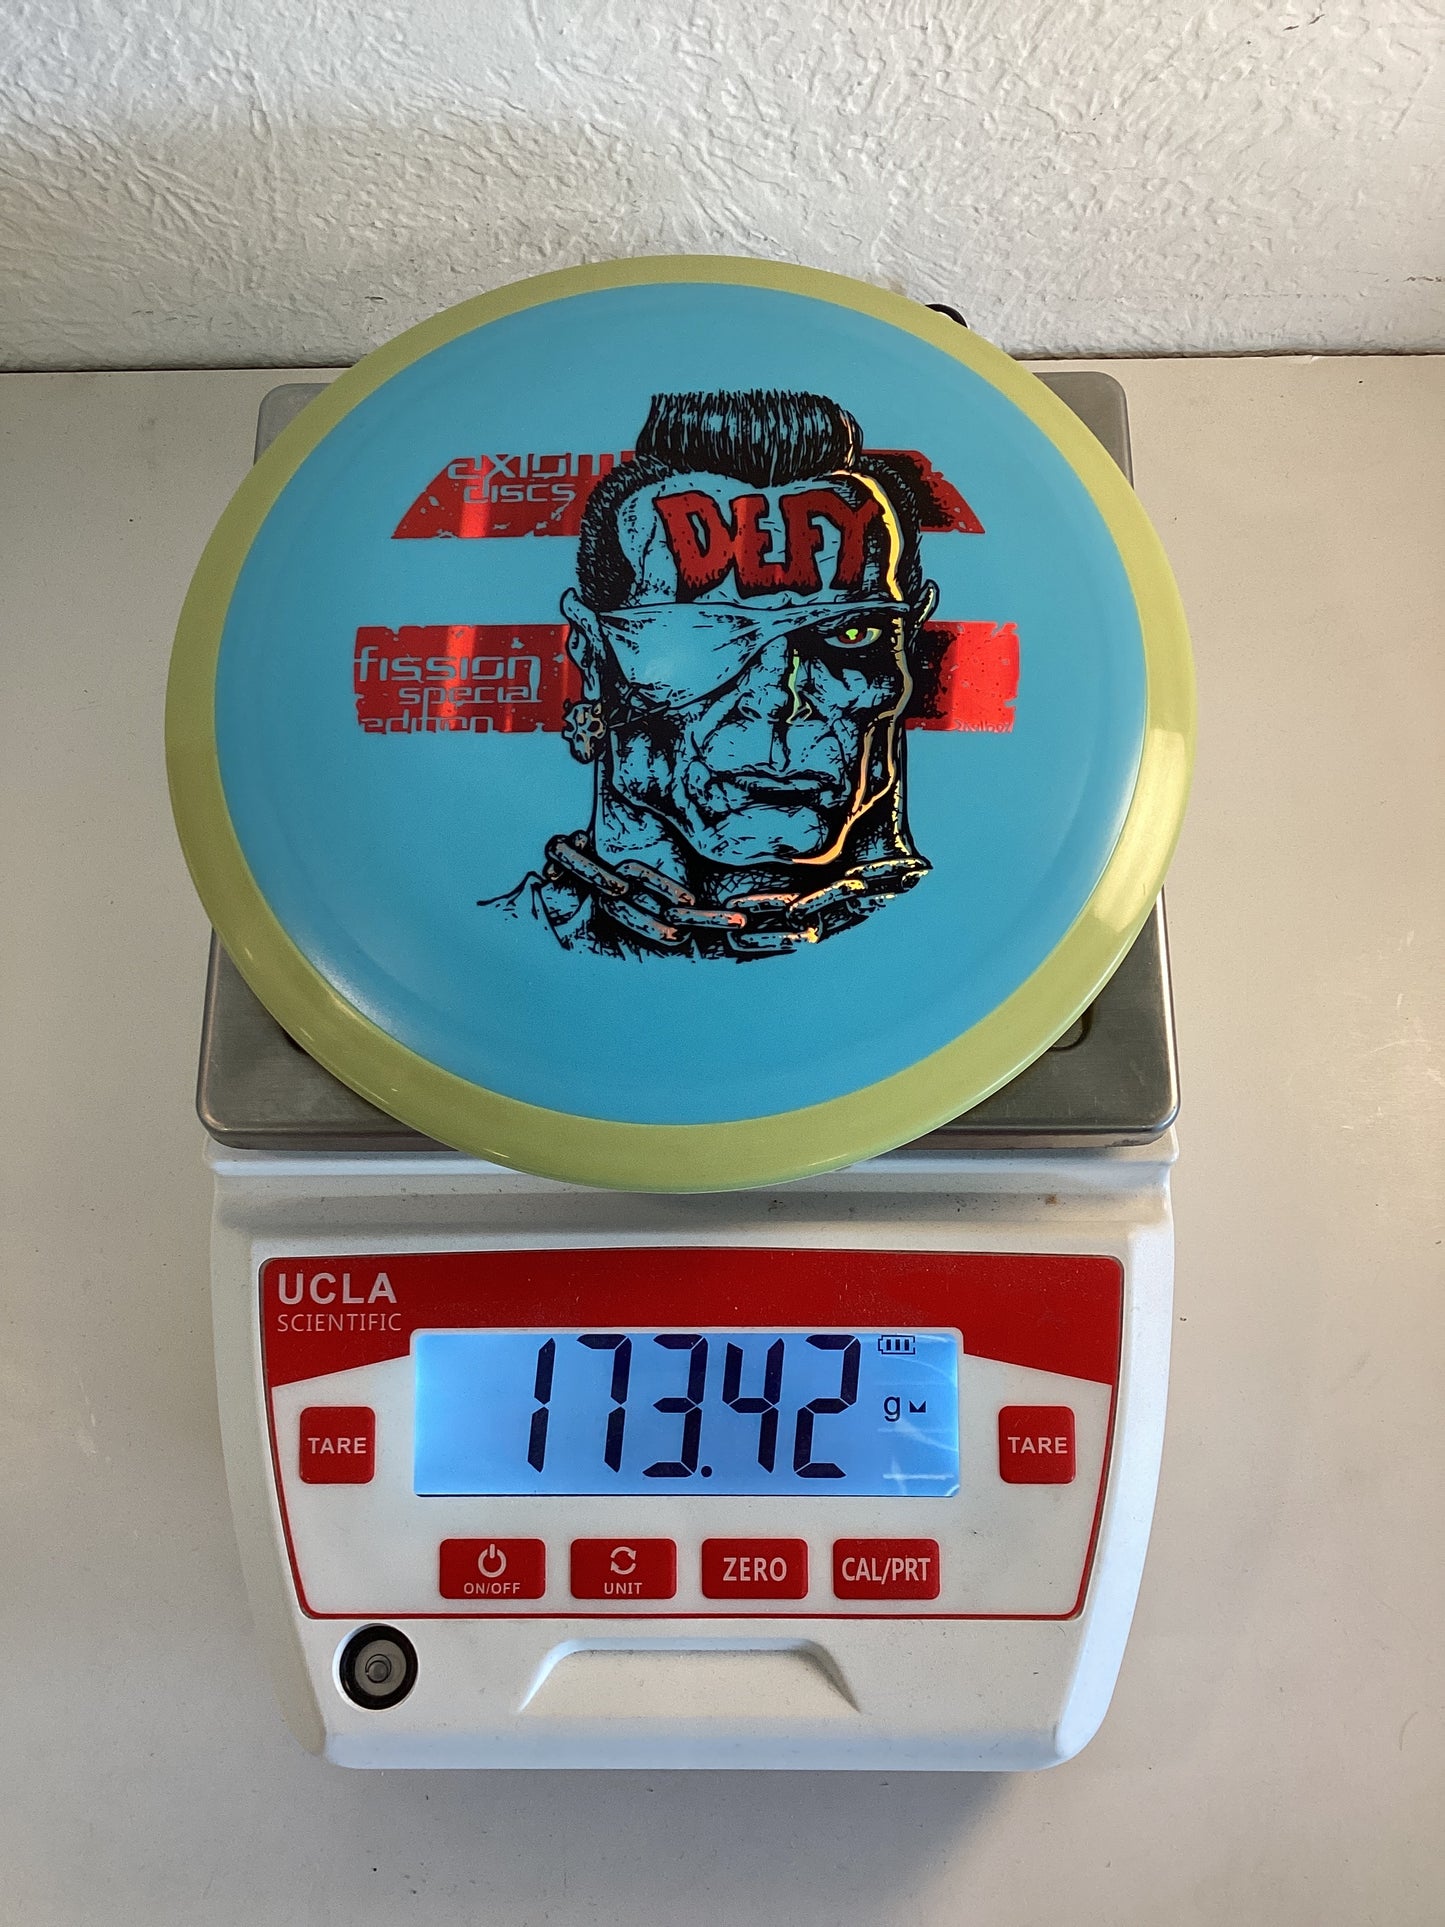 axiom
discs
DEFY
fission
special
edition
UCLA
SCIENTIFIC
173.42
g
TARE
TARE
ON/OFF
UNIT
ZERO
CAL/PRT